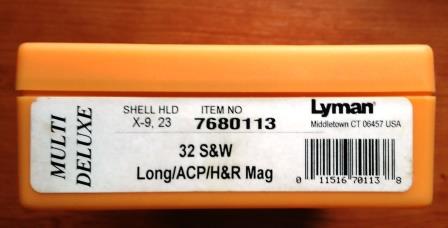 MULTI
DELUXE
SHELL HLD
X-9, 23
ITEM NO
7680113
Lyman®
Middletown CT 06457 USA
32 S&W
Long/ACP/H&R Mag
0 11516 70113 8